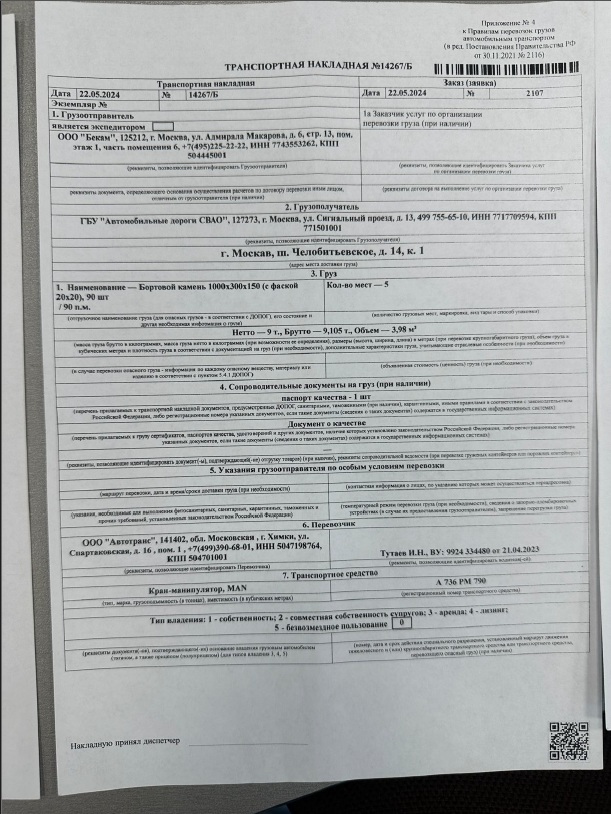 Приложение № 4
к Правилам перевозок грузов
автомобильным транспортом
(в ред. Постановления Правительства РФ
от 30.11.2021 № 2116)
ТРАНСПОРТНАЯ НАКЛАДНАЯ №14267/Б
Транспортная накладная Заказ (заявка)
Дата 22.05.2024 № 14267/Б Дата 22.05.2024 № 2107
Экземпляр №
1. Грузоотправитель
является экспедитором
1а Заказчик услуг по организации
перевозки груза (при наличии)
ООО "Бекам", 125212, г. Москва, ул. Адмирала Макарова, д. 6, стр. 13, пом.
этаж 1, часть помещения 6, +7(495)225-22-22, ИНН 7743553262, КПП
504445001
(реквизиты, позволяющие идентифицировать Грузоотправителя)
(реквизиты, позволяющие идентифицировать Заказчика услуг
по организации перевозки груза)
(реквизиты документа, определяющего основания осуществления расчетов по договору перевозки иным лицом,
отличным от грузоотправителя (при наличии)
(реквизиты договора на выполнение услуг по организации перевозки груза)
2. Грузополучатель
ГБУ "Автомобильные дороги СВАО", 127273, г. Москва, ул. Сигнальный проезд, д. 13, 499 755-65-10, ИНН 7717709594, КПП
771501001
(реквизиты, позволяющие идентифицировать Грузополучателя)
г. Москав, ш. Челобитьевское, д. 14, к. 1
(адрес места доставки груза)
3. Груз
1. Наименование — Бортовой камень 1000х300х150 (с фаской
20х20), 90 шт
/ 90 п.м.
Кол-во мест – 5
(отгрузочное наименование груза (для опасных грузов - в соответствии с ДОПОГ), его состояние и
другая необходимая информация о грузе)
(количество грузовых мест, маркировка, вид тары и способ упаковки)
Нетто — 9 т., Брутто — 9,105 т., Объем — 3,98 м³
(масса груза брутто в килограммах, масса груза нетто в килограммах (при возможности ее определения), размеры (высота, ширина, длина) в метрах (при перевозке крупногабаритного груза), объем груза в
кубических метрах и плотность груза в соответствии с документацией на груз (при необходимости), дополнительные характеристики груза, учитывающие отраслевые особенности (при необходимости)
(в случае перевозки опасного груза - информация по каждому опасному веществу, материалу или
изделию в соответствии с пунктом 5.4.1 ДОПОГ)
(объявленная стоимость (ценность) груза (при необходимости)
4. Сопроводительные документы на груз (при наличии)
паспорт качества - 1 шт
(перечень прилагаемых к транспортной накладной документов, предусмотренных ДОПОГ, санитарными, таможенными (при наличии), карантинными, иными правилами в соответствии с законодательством
Российской Федерации, либо регистрационные номера указанных документов, если такие документы (сведения о таких документах) содержатся в государственных информационных системах)
Документ о качестве
(перечень прилагаемых к грузу сертификатов, паспортов качества, удостоверений и других документов, наличие которых установлено законодательством Российской Федерации, либо регистрационные номера
указанных документов, если такие документы (сведения о таких документах) содержатся в государственных информационных системах)
—
(реквизиты, позволяющие идентифицировать документ(-ы), подтверждающий(-ие) отгрузку товаров) (при наличии), реквизиты сопроводительной ведомости (при перевозке груженых контейнеров или порожних контейнеров)
5. Указания грузоотправителя по особым условиям перевозки
(маршрут перевозки, дата и время/сроки доставки груза (при необходимости)
(контактная информация о лицах, по указанию которых может осуществляться переадресовка)
(указания, необходимые для выполнения фитосанитарных, санитарных, карантинных, таможенных и
прочих требований, установленных законодательством Российской Федерации)
(температурный режим перевозки груза (при необходимости), сведения о запорно-пломбировочных
устройствах (в случае их предоставления грузоотправителем), запрещение перегрузки груза)
6. Перевозчик
ООО "Автотранс", 141402, обл. Московская , г. Химки, ул.
Спартаковская, д. 16 , пом. 1 , +7(499)390-68-01, ИНН 5047198764,
КПП 504701001
Тутаев И.Н., ВУ: 9924 334480 от 21.04.2023
(реквизиты, позволяющие идентифицировать Перевозчика)
(реквизиты, позволяющие идентифицировать водителя(-ей)
7. Транспортное средство
Кран-манипулятор, MAN
А 736 РМ 790
(тип, марка, грузоподъемность (в тоннах), вместимость (в кубических метрах)
(регистрационный номер транспортного средства)
Тип владения: 1 - собственность; 2 - совместная собственность супругов; 3 - аренда; 4 - лизинг;
5 - безвозмездное пользование 0
(реквизиты документа(-ов), подтверждающего(-их) основание владения грузовым автомобилем
(тягачом, а также прицепом (полуприцепом) (для типов владения 3, 4, 5)
(номер, дата и срок действия специального разрешения, установленный маршрут движения
тяжеловесного и (или) крупногабаритного транспортного средства или транспортного средства,
перевозящего опасный груз) (при наличии)
Накладную принял диспетчер